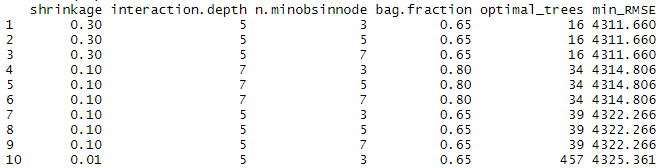 shrinkage interaction.depth n.minobsinnode bag.fraction optimal_trees min_RMSE
1 0.30 5 3 0.65 16 4311.660
2 0.30 5 5 0.65 16 4311.660
3 0.30 5 7 0.65 16 4311.660
4 0.10 7 3 0.80 34 4314.806
5 0.10 7 5 0.80 34 4314.806
6 0.10 7 7 0.80 34 4314.806
7 0.10 5 3 0.65 39 4322.266
8 0.10 5 5 0.65 39 4322.266
9 0.10 5 7 0.65 39 4322.266
10 0.01 5 3 0.65 457 4325.361